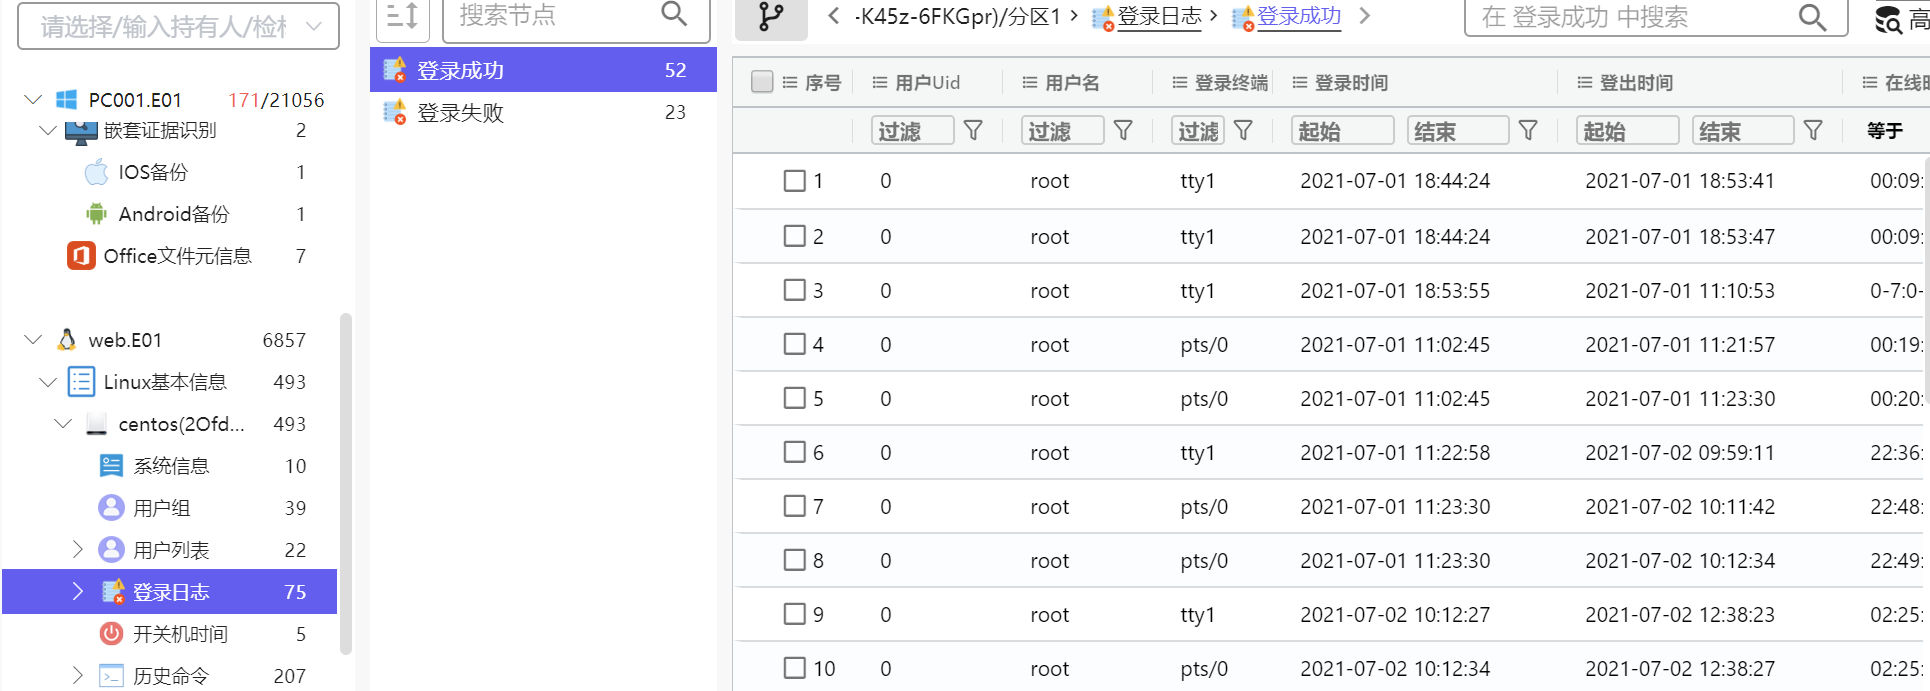 请选择/输入持有人/检
PC001.E01 171/21056
嵌套证据识别 2
IOS备份 1
Android备份 1
Office文件元信息 7
web.E01 6857
Linux基本信息 493
centos(2Ofd... 493
系统信息 10
用户组 39
用户列表 22
登录日志 75
开关机时间 5
历史命令 207
搜索节点
登录成功 52
登录失败 23
-K45z-6FKGpr)/分区1 登录日志 登录成功
在 登录成功 中搜索
高
序号 用户Uid 用户名 登录终端 登录时间 登出时间 在线时
过滤 过滤 过滤 起始 结束 起始 结束 等于
1 0 root tty1 2021-07-01 18:44:24 2021-07-01 18:53:41 00:09:
2 0 root tty1 2021-07-01 18:44:24 2021-07-01 18:53:47 00:09:
3 0 root tty1 2021-07-01 18:53:55 2021-07-01 11:10:53 0-7:0-
4 0 root pts/0 2021-07-01 11:02:45 2021-07-01 11:21:57 00:19:
5 0 root pts/0 2021-07-01 11:02:45 2021-07-01 11:23:30 00:20:
6 0 root tty1 2021-07-01 11:22:58 2021-07-02 09:59:11 22:36:
7 0 root pts/0 2021-07-01 11:23:30 2021-07-02 10:11:42 22:48:
8 0 root pts/0 2021-07-01 11:23:30 2021-07-02 10:12:34 22:49:
9 0 root tty1 2021-07-02 10:12:27 2021-07-02 12:38:23 02:25:
10 0 root pts/0 2021-07-02 10:12:34 2021-07-02 12:38:27 02:25: